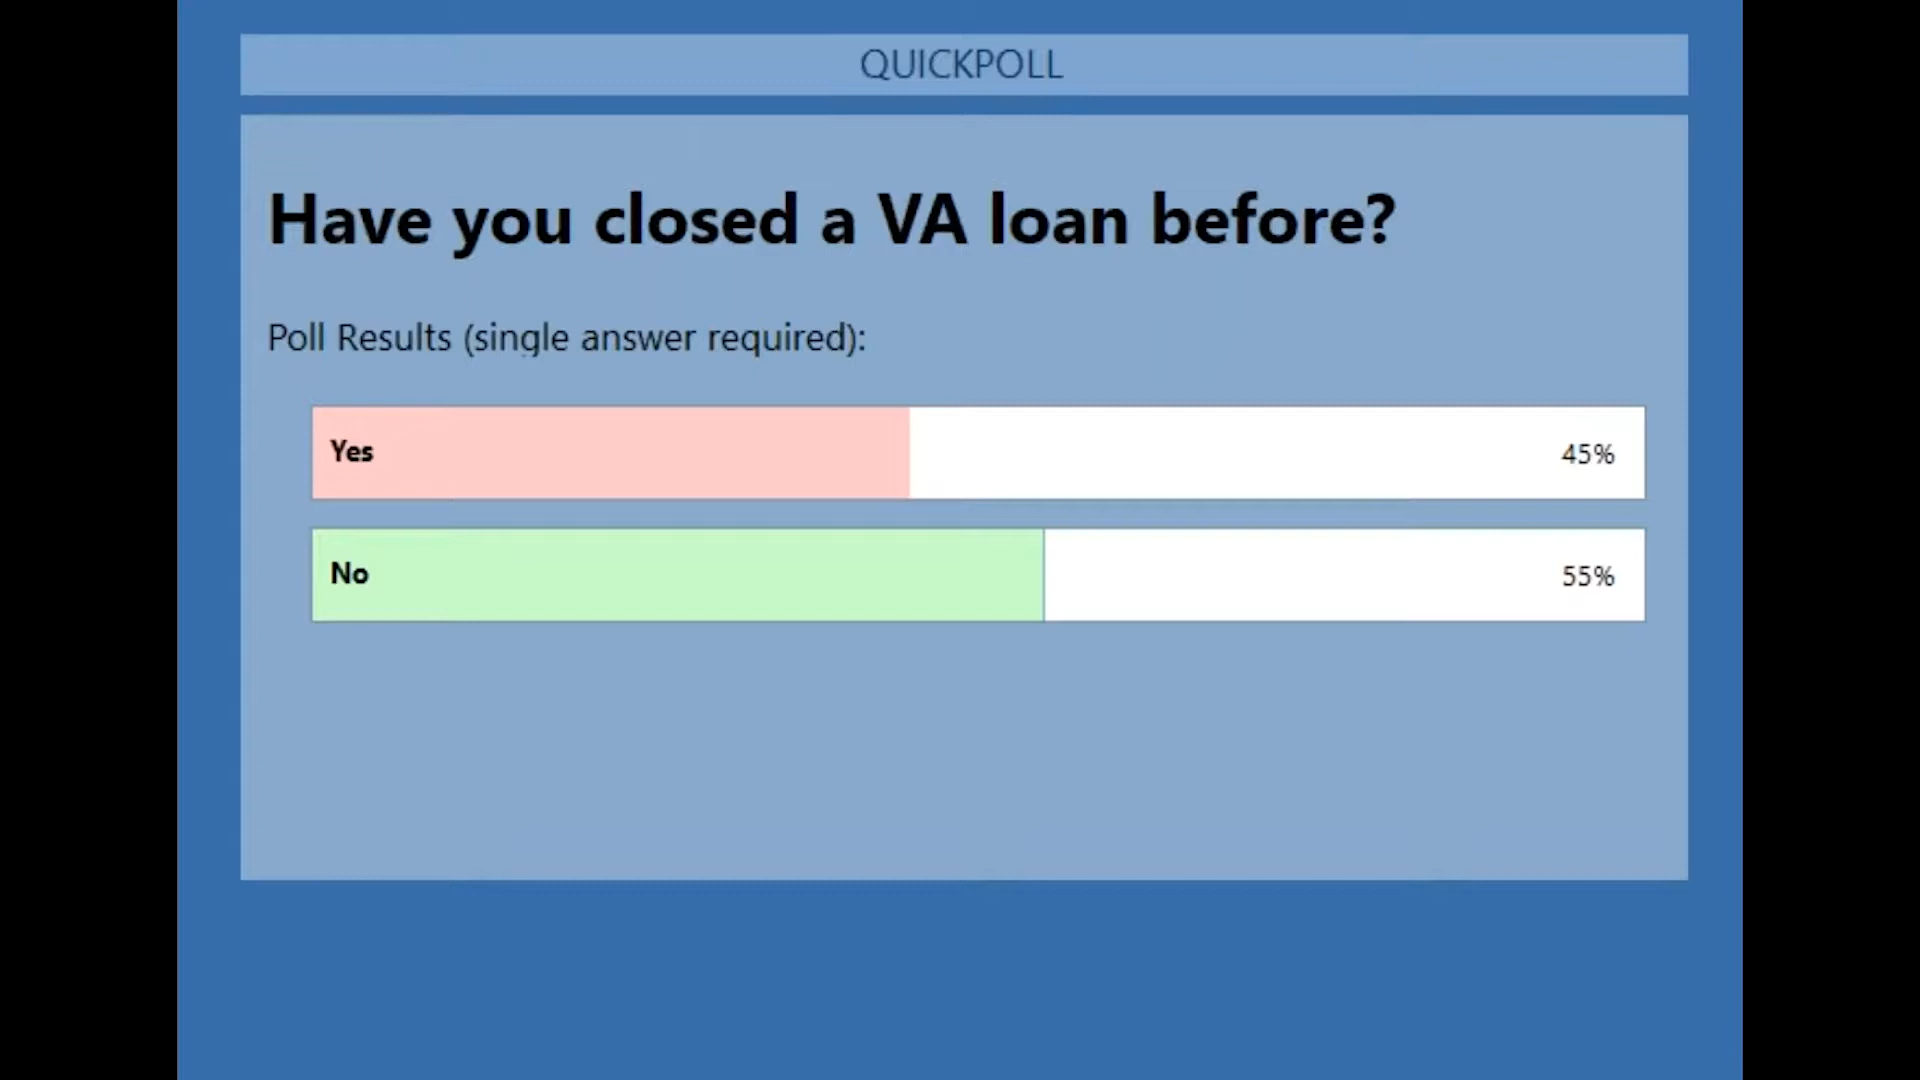 QUICKPOLL
Have you closed a VA loan before?
Poll Results (single answer required):
Yes 45%
No 55%